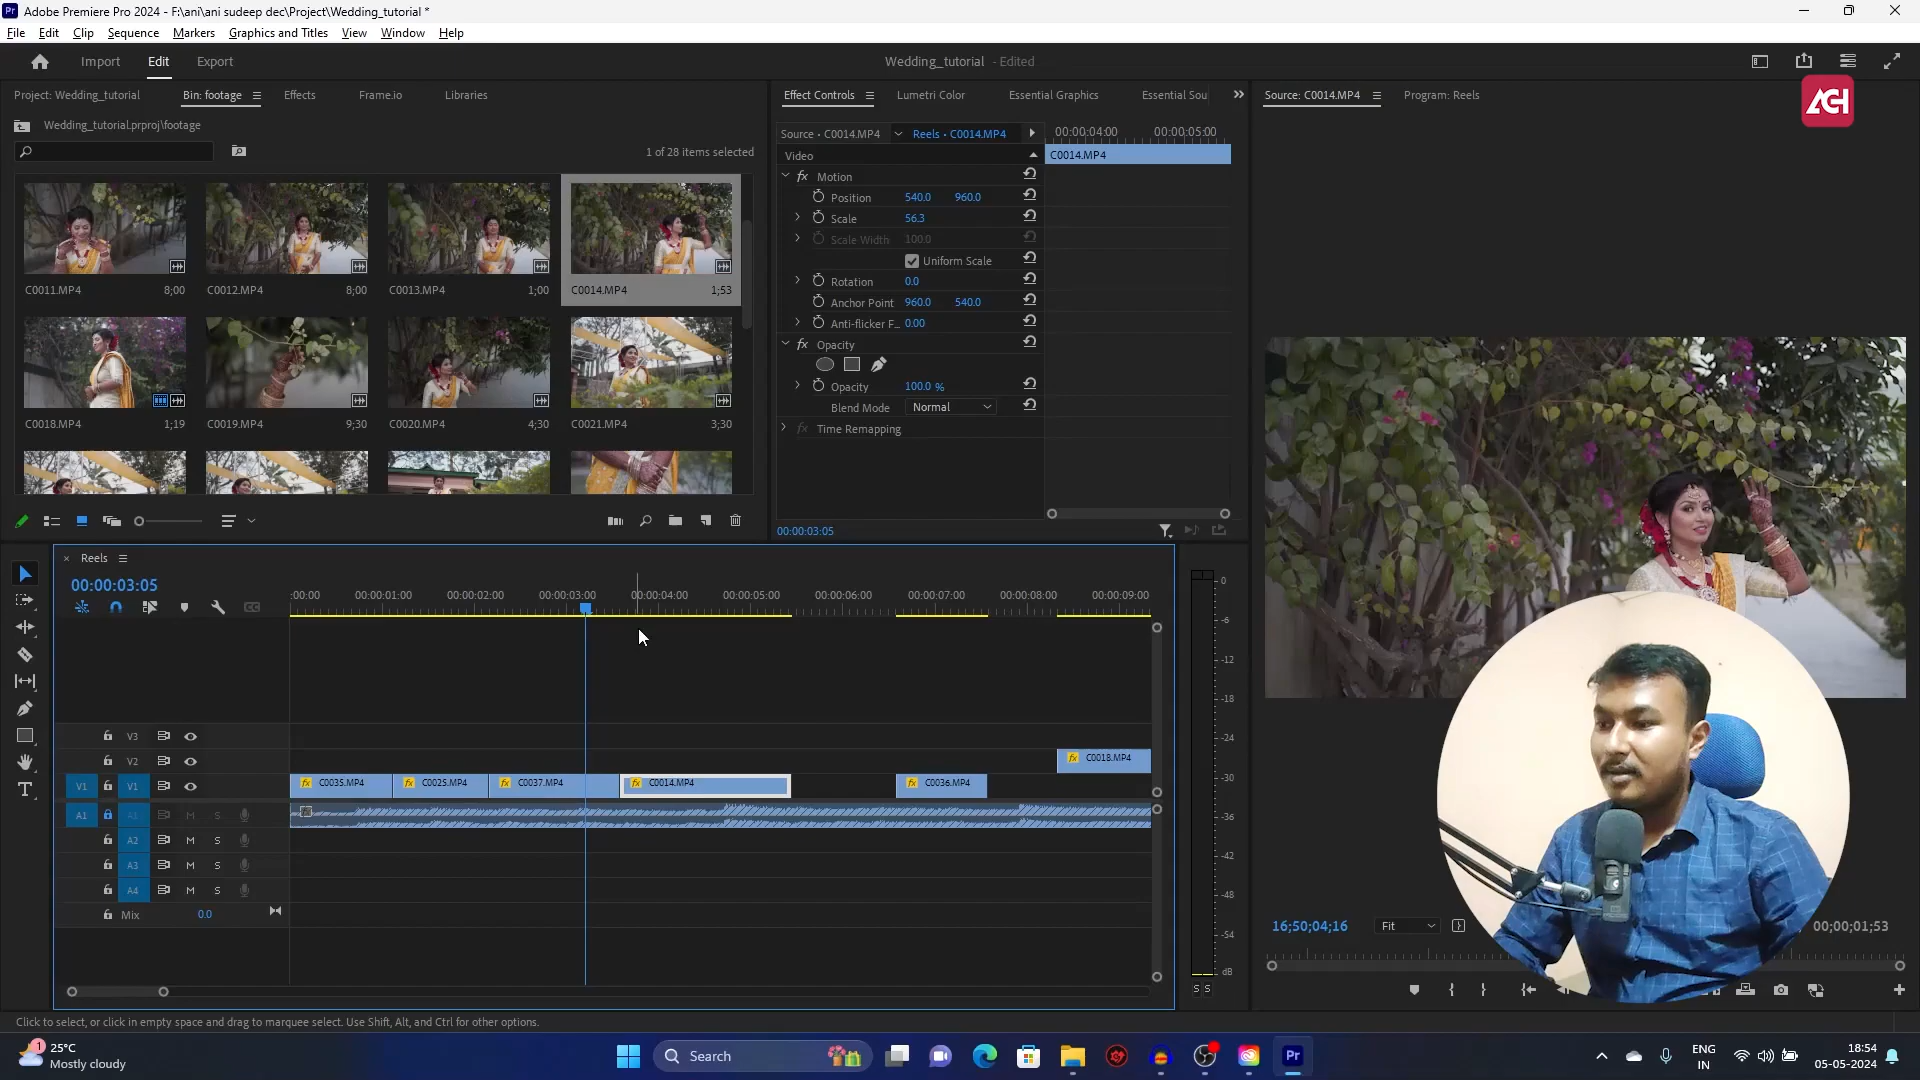 Adobe Premiere Pro 2024 - F:\ani\ani sudeep dec\Project\Wedding_tutorial *
File Edit Clip Sequence Markers Graphics and Titles View Window Help
Import Edit Export
Wedding_tutorial - Edited
ACI
Project: Wedding_tutorial Bin: footage Effects Frame.io Libraries
Wedding_tutorial.prproj\footage
1 of 28 items selected
C0011.MP4 8;00
C0012.MP4 8;00
C0013.MP4 1;00
C0014.MP4 1;53
C0018.MP4 1;19
C0019.MP4 9;30
C0020.MP4 4;30
C0021.MP4 3;30
Effect Controls Lumetri Color Essential Graphics Essential Sou
Source • C0014.MP4 Reels • C0014.MP4
00:00:04:00 00:00:05:00
Video
C0014.MP4
fx Motion
Position 540.0 960.0
Scale 56.3
Scale Width 100.0
Uniform Scale
Rotation 0.0
Anchor Point 960.0 540.0
Anti-flicker F... 0.00
fx Opacity
Opacity 100.0 %
Blend Mode Normal
fx Time Remapping
00:00:03:05
Source: C0014.MP4 Program: Reels
16;50;04;16 Fit 00;00;01;53
Reels
00:00:03:05
:00:00 00:00:01:00 00:00:02:00 00:00:03:00 00:00:04:00 00:00:05:00 00:00:06:00 00:00:07:00 00:00:08:00 00:00:09:00
V3
V2
fx C0018.MP4
V1 V1
fx C0035.MP4 fx C0025.MP4 fx C0037.MP4 fx C0014.MP4 fx C0036.MP4
A1 A1 M S
A2 M S
A3 M S
A4 M S
Mix 0.0
0
-6
-12
-18
-24
-30
-36
-42
-48
-54
dB
S S
Click to select, or click in empty space and drag to marquee select. Use Shift, Alt, and Ctrl for other options.
1
25°C
Mostly cloudy
Search
Pr
ENG
IN
18:54
05-05-2024